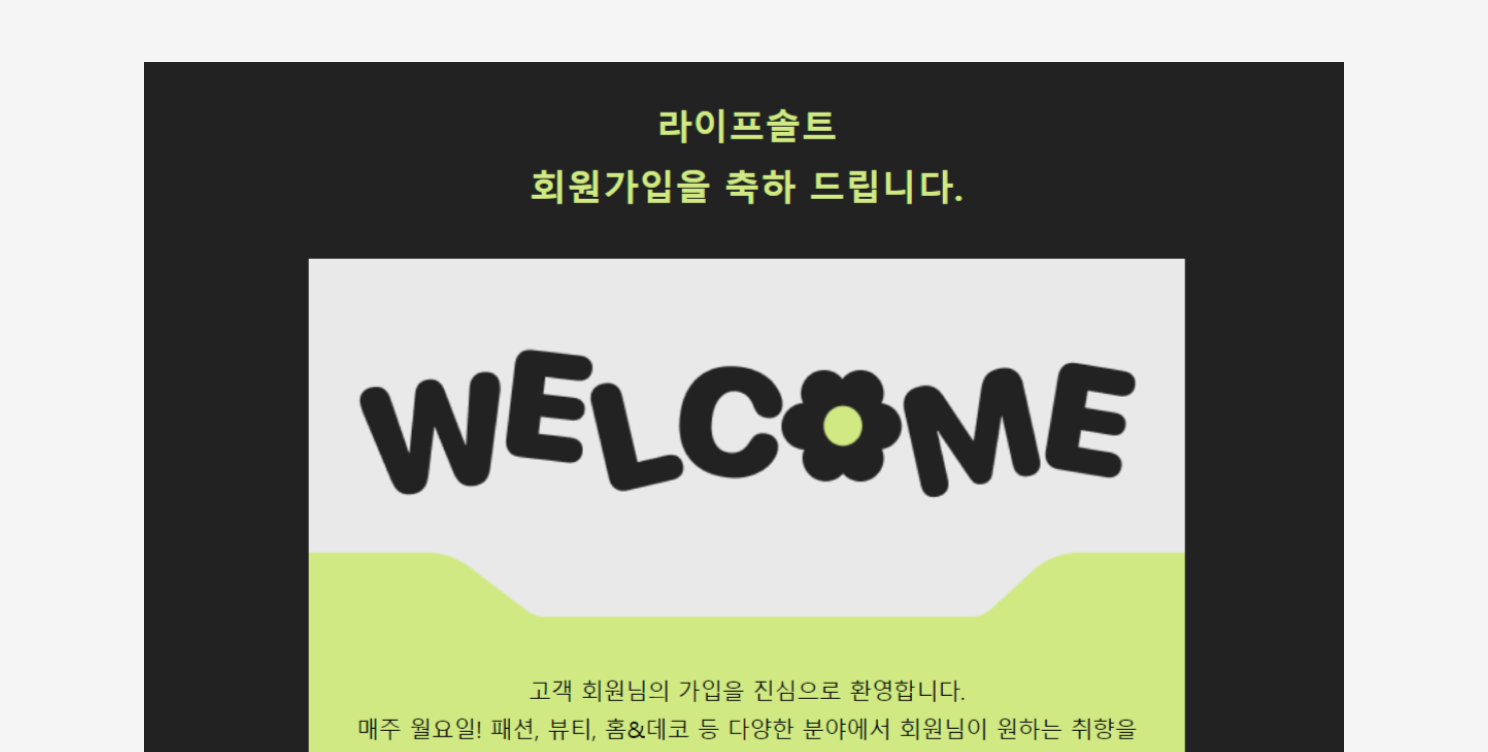 라이프솔트
회원가입을 축하 드립니다.
WELCOME
고객 회원님의 가입을 진심으로 환영합니다.
매주 월요일! 패션, 뷰티, 홈&데코 등 다양한 분야에서 회원님이 원하는 취향을